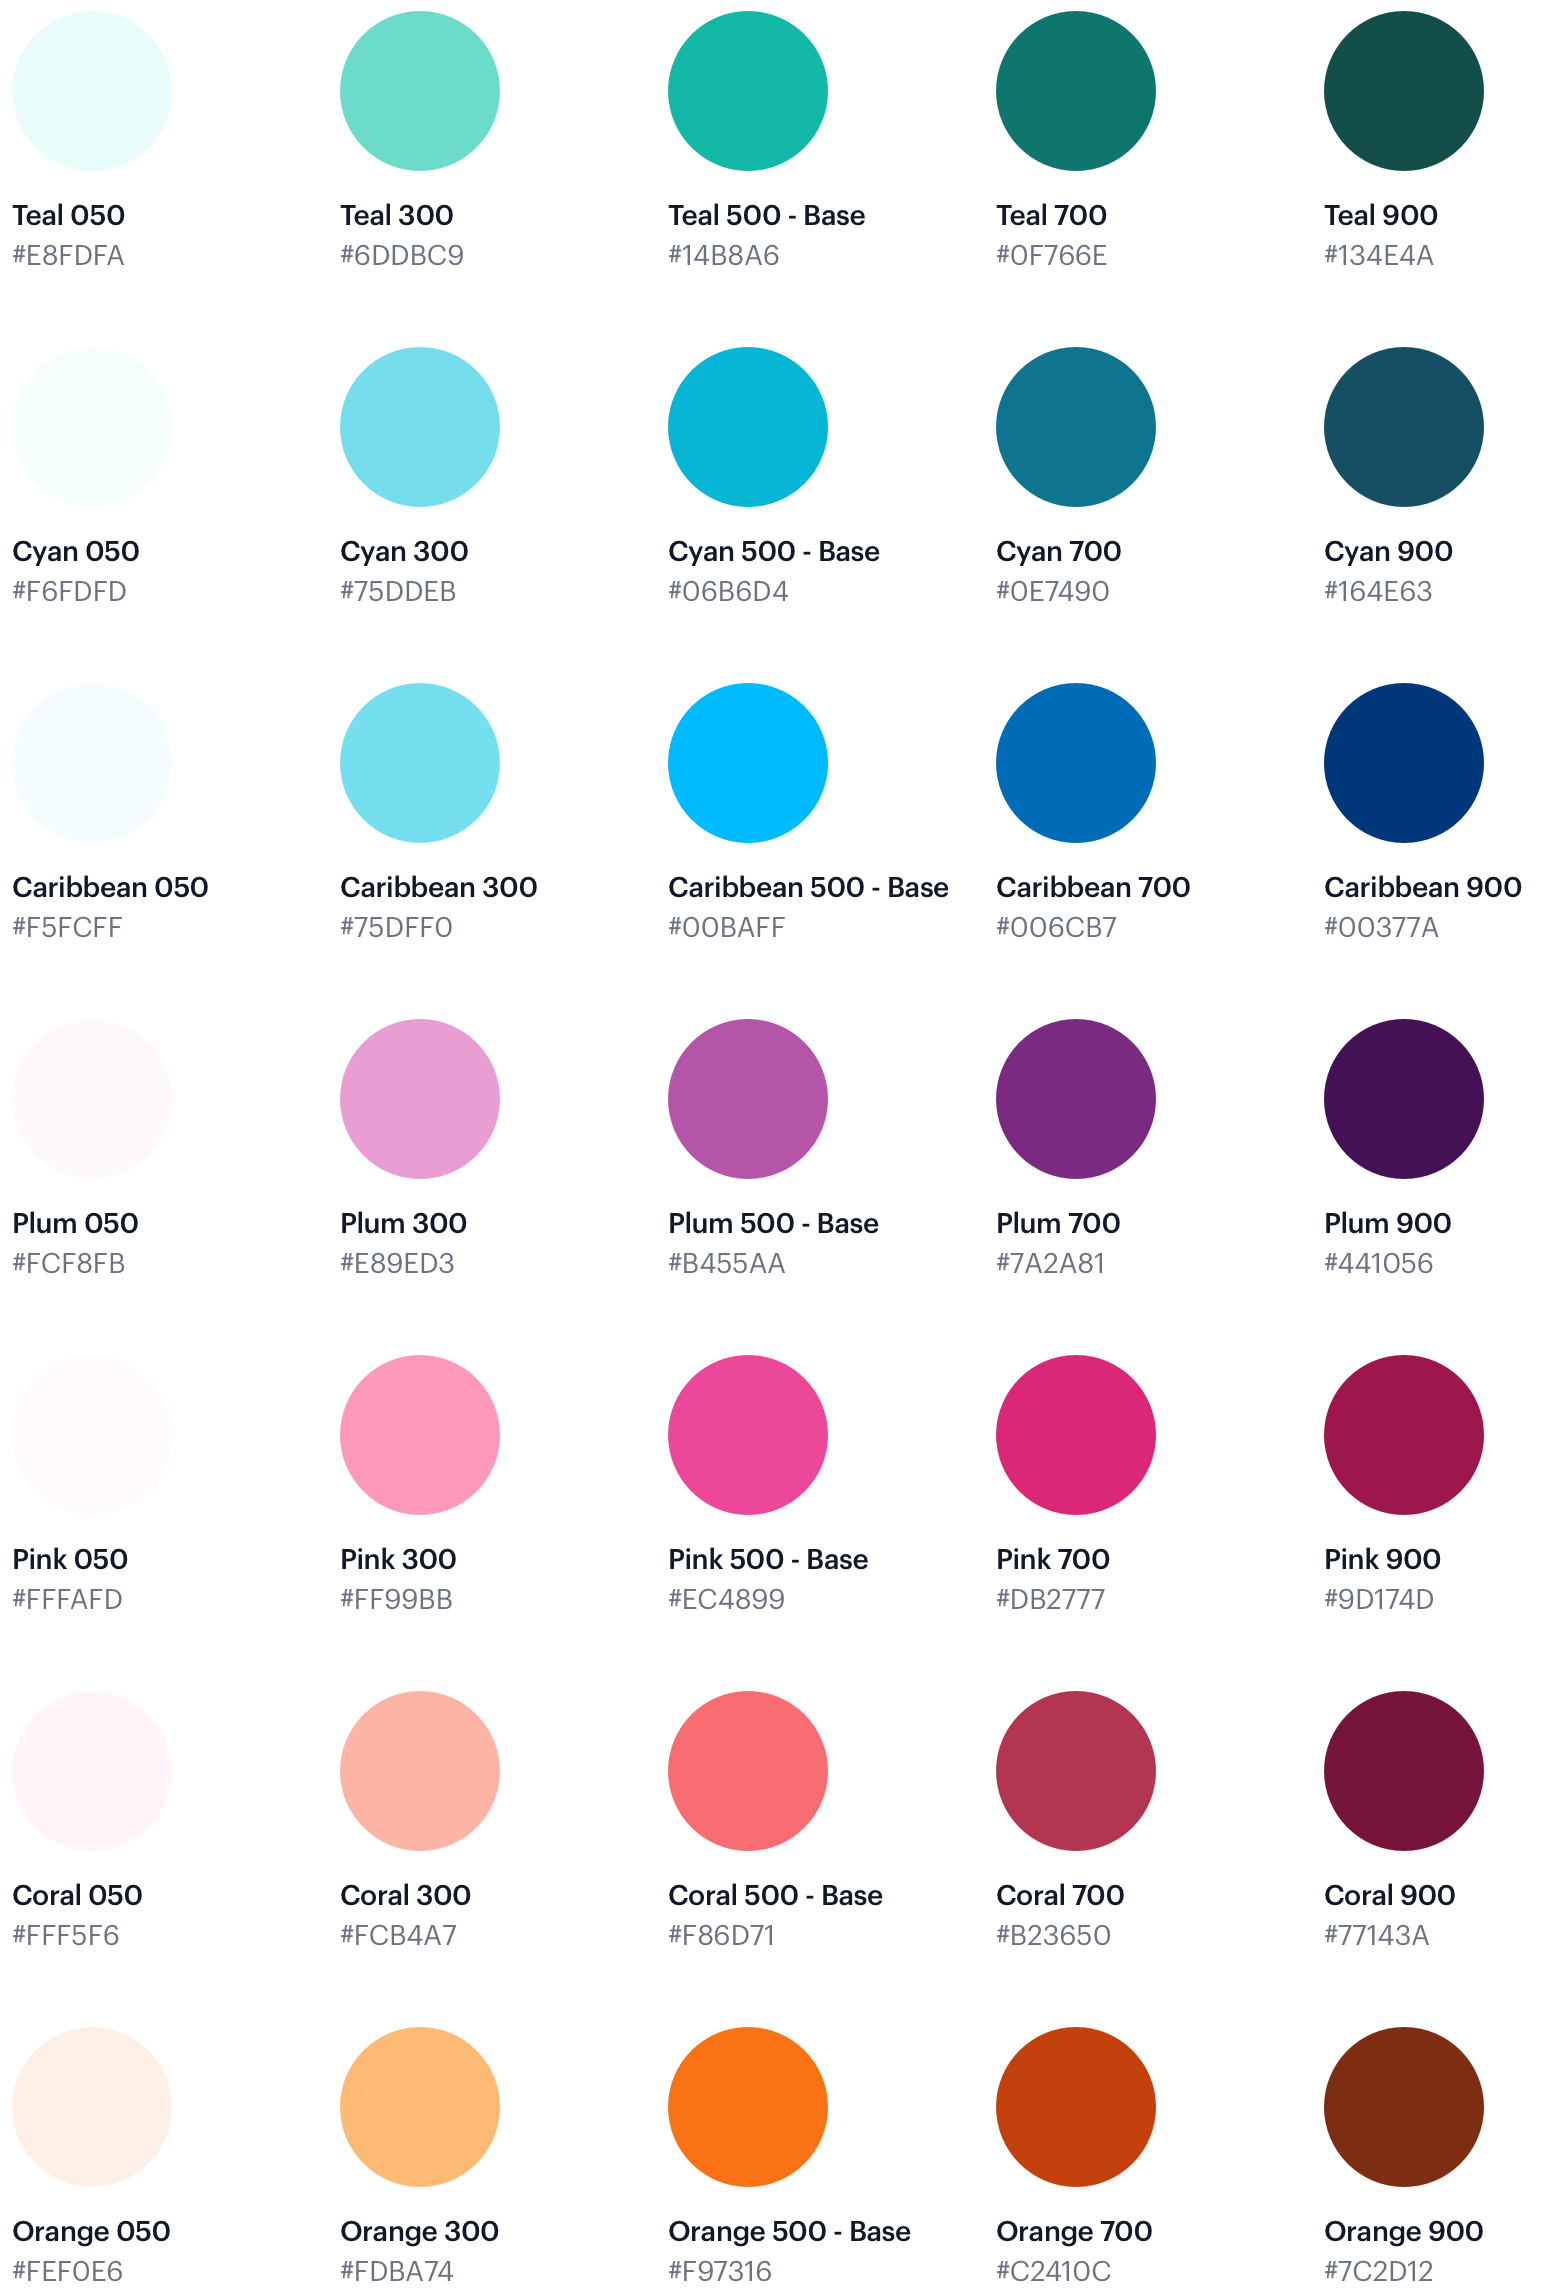 Teal 050 Teal 300 Teal 500 - Base Teal 700 Teal 900
#E8FDFA #6DDBC9 #14B8A6 #0F766E #134E4A
Cyan 050 Cyan 300 Cyan 500 - Base Cyan 700 Cyan 900
#F6FDFD #75DDEB #06B6D4 #0E7490 #164E63
Caribbean 050 Caribbean 300 Caribbean 500 - Base Caribbean 700 Caribbean 900
#F5FCFF #75DFF0 #00BAFF #006CB7 #00377A
Plum 050 Plum 300 Plum 500 - Base Plum 700 Plum 900
#FCF8FB #E89ED3 #B455AA #7A2A81 #441056
Pink 050 Pink 300 Pink 500 - Base Pink 700 Pink 900
#FFFAFD #FF99BB #EC4899 #DB2777 #9D174D
Coral 050 Coral 300 Coral 500 - Base Coral 700 Coral 900
#FFF5F6 #FCB4A7 #F86D71 #B23650 #77143A
Orange 050 Orange 300 Orange 500 - Base Orange 700 Orange 900
#FEF0E6 #FDBA74 #F97316 #C2410C #7C2D12